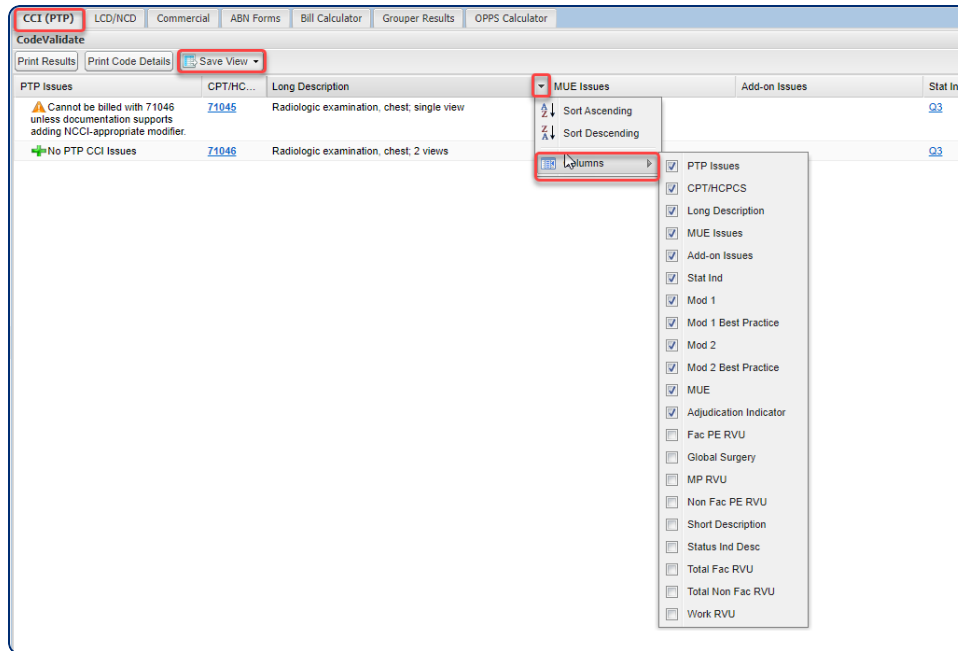 CCI (PTP) LCD/NCD Commercial ABN Forms Bill Calculator Grouper Results OPPS Calculator
CodeValidate
Print Results Print Code Details Save View
PTP Issues CPT/HC... Long Description MUE Issues Add-on Issues Stat In
Cannot be billed with 71046 71045 Radiologic examination, chest; single view Q3
unless documentation supports
adding NCCI-appropriate modifier.
No PTP CCI Issues 71046 Radiologic examination, chest; 2 views Q3
Sort Ascending
Sort Descending
PTP Issues
CPT/HCPCS
Long Description
MUE Issues
Add-on Issues
Stat Ind
Mod 1
Mod 1 Best Practice
Mod 2
Mod 2 Best Practice
MUE
Adjudication Indicator
Fac PE RVU
Global Surgery
MP RVU
Non Fac PE RVU
Short Description
Status Ind Desc
Total Fac RVU
Total Non Fac RVU
Work RVU